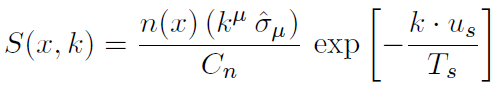 S(x, k) = \frac{n(x) (k^{\mu} \hat{\sigma}_{\mu})}{C_n} \exp\left[-\frac{k \cdot u_s}{T_s}\right]